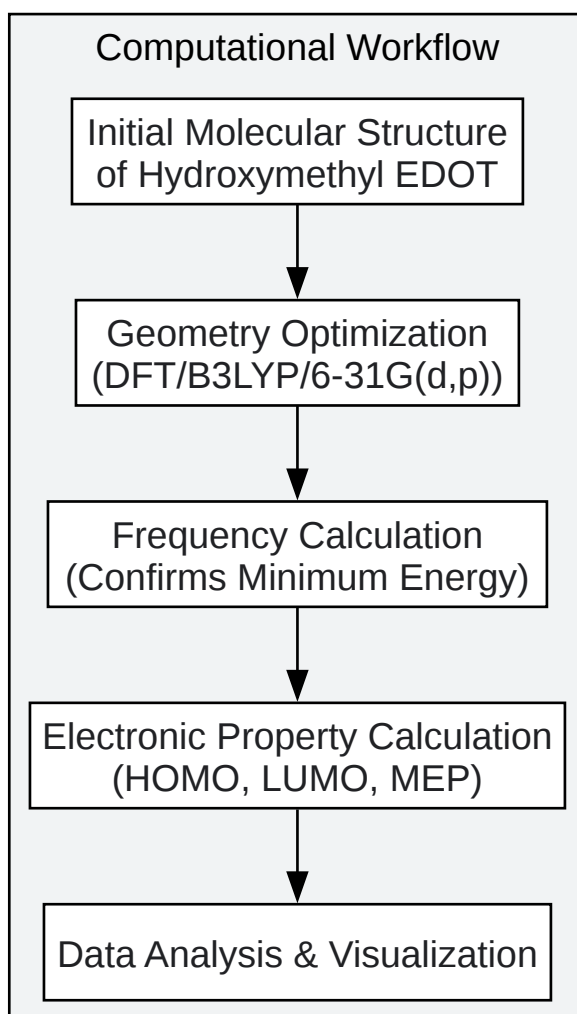 Computational Workflow
Initial Molecular Structure
of Hydroxymethyl EDOT
Geometry Optimization
(DFT/B3LYP/6-31G(d,p))
Frequency Calculation
(Confirms Minimum Energy)
Electronic Property Calculation
(HOMO, LUMO, MEP)
Data Analysis & Visualization